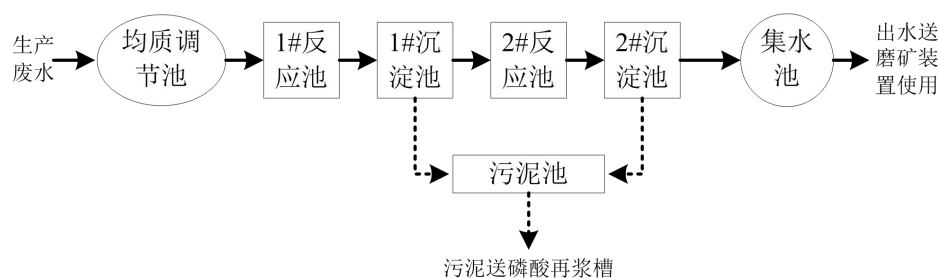 生产
废水
均质调
节池
1#反
应池
1#沉
淀池
2#反
应池
2#沉
淀池
集水
池
出水送
磨矿装
置使用
污泥池
污泥送磷酸再浆槽